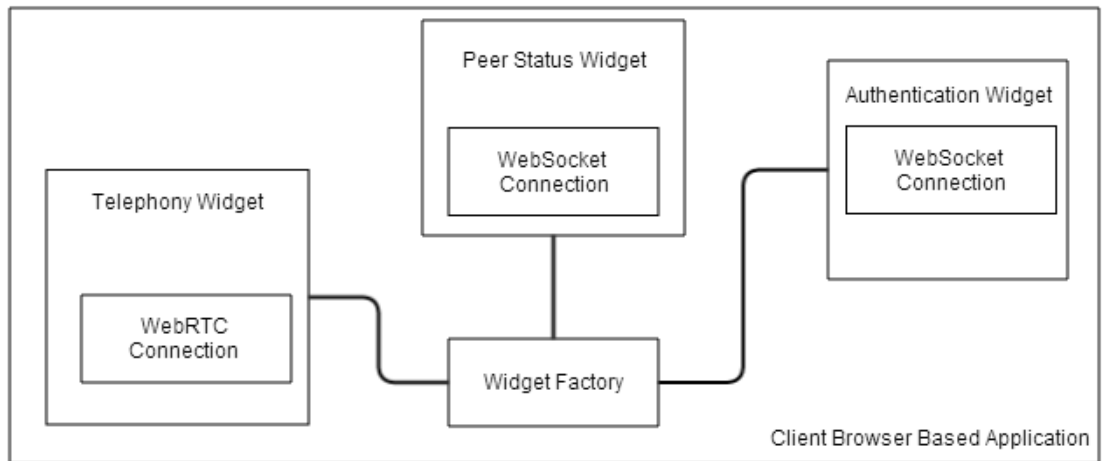 Peer Status Widget
WebSocket
Connection
Authentication Widget
WebSocket
Connection
Telephony Widget
WebRTC
Connection
Widget Factory
Client Browser Based Application